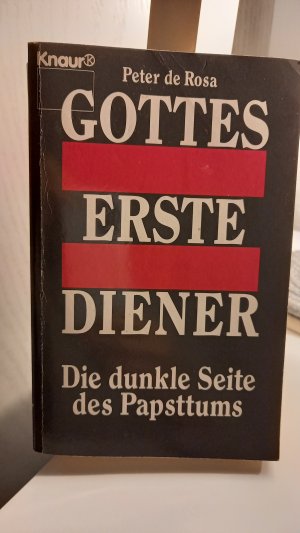 Knaur®
Peter de Rosa
GOTTES
ERSTE
DIENER
Die dunkle Seite
des Papsttums